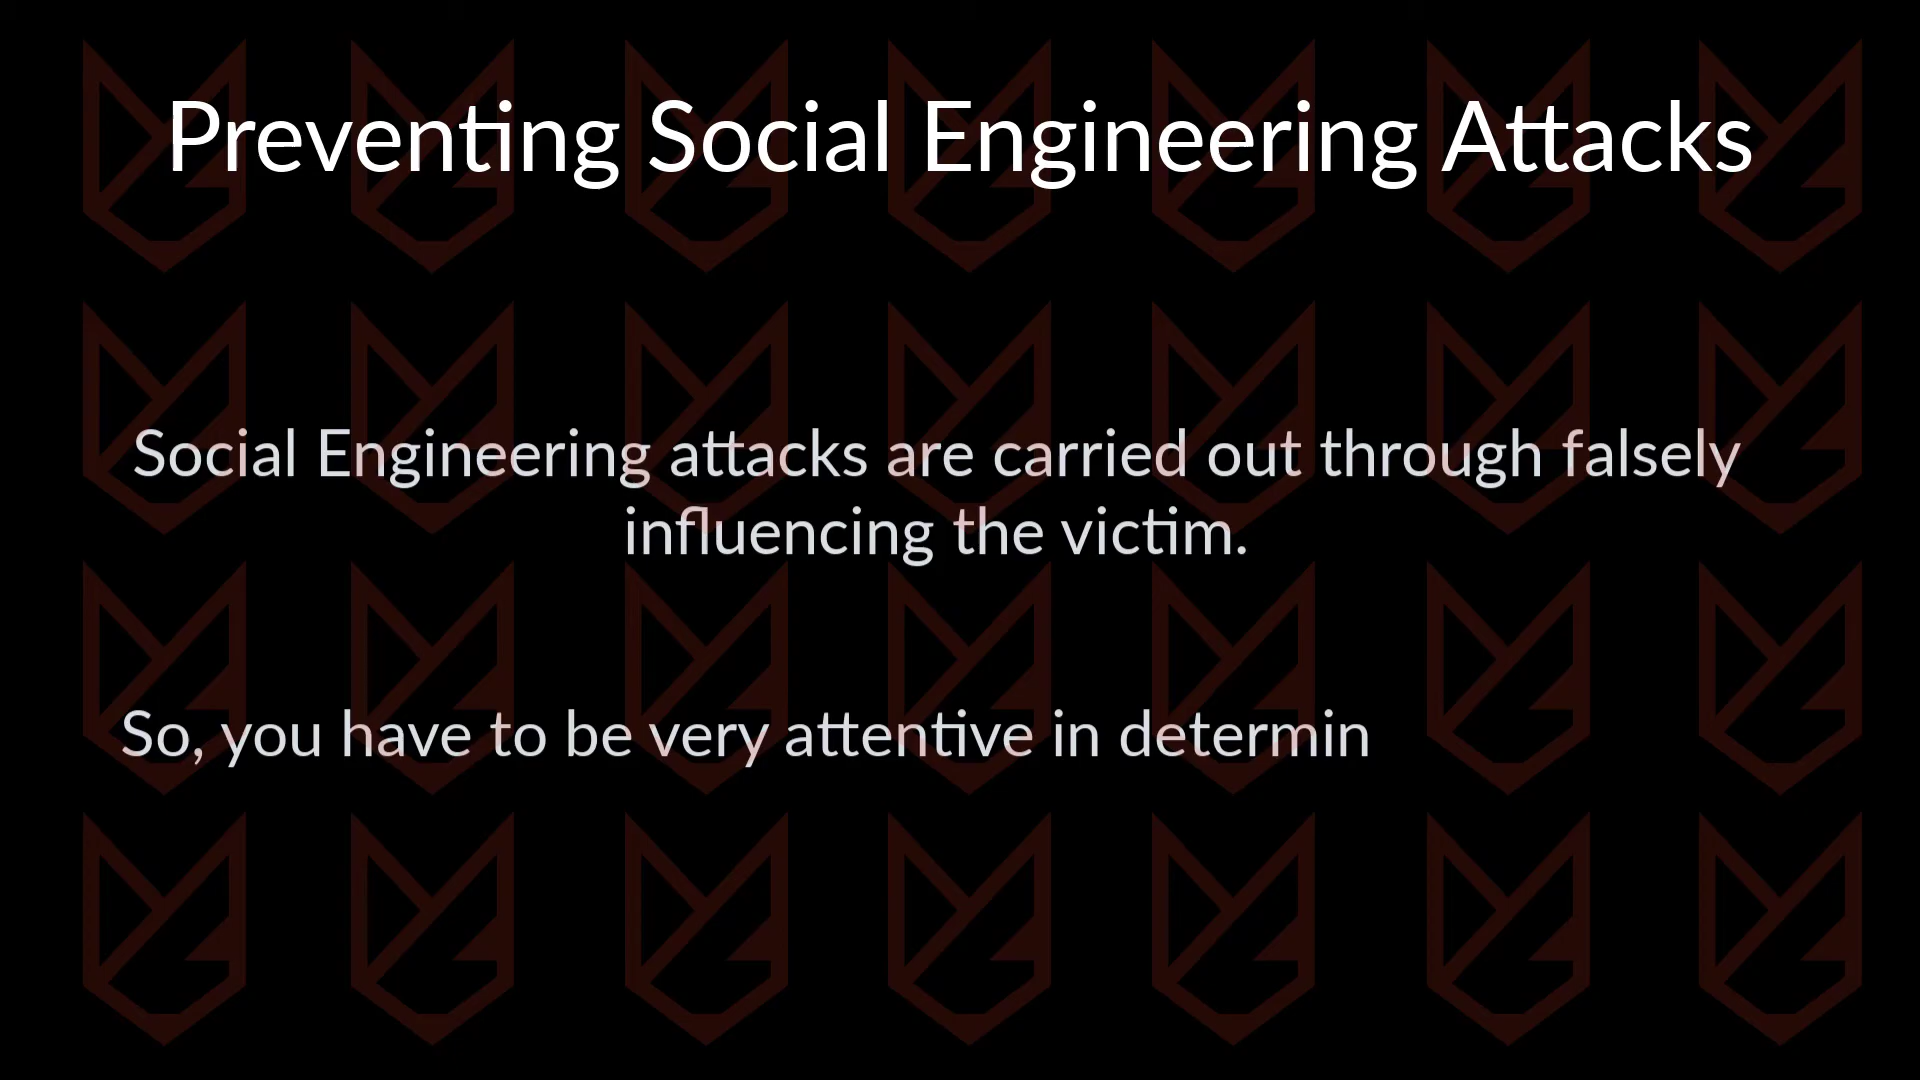 Preventing Social Engineering Attacks
Social Engineering attacks are carried out through falsely
influencing the victim.
So, you have to be very attentive in determin